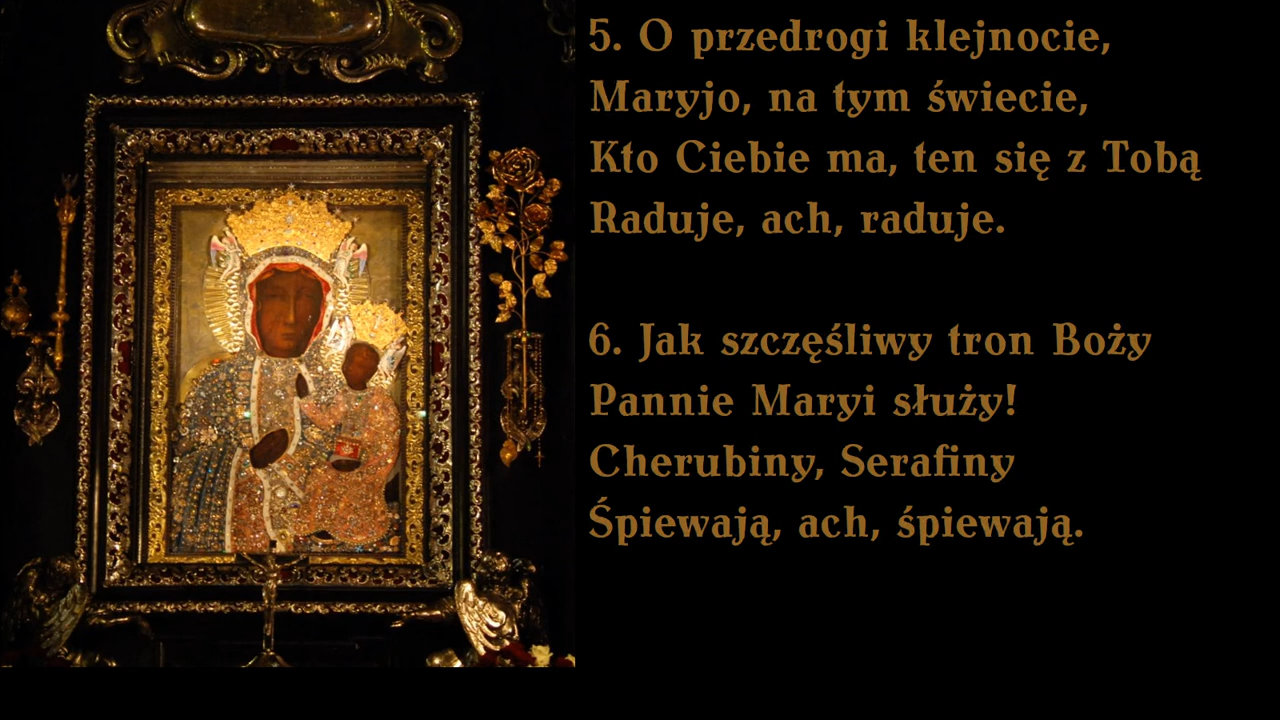 5. O przedrogi klejnocie,
Maryjo, na tym świecie,
Kto Ciebie ma, ten się z Tobą
Raduje, ach, raduje.
6. Jak szczęśliwy tron Boży
Pannie Maryi służy!
Cherubiny, Serafiny
Śpiewają, ach, śpiewają.